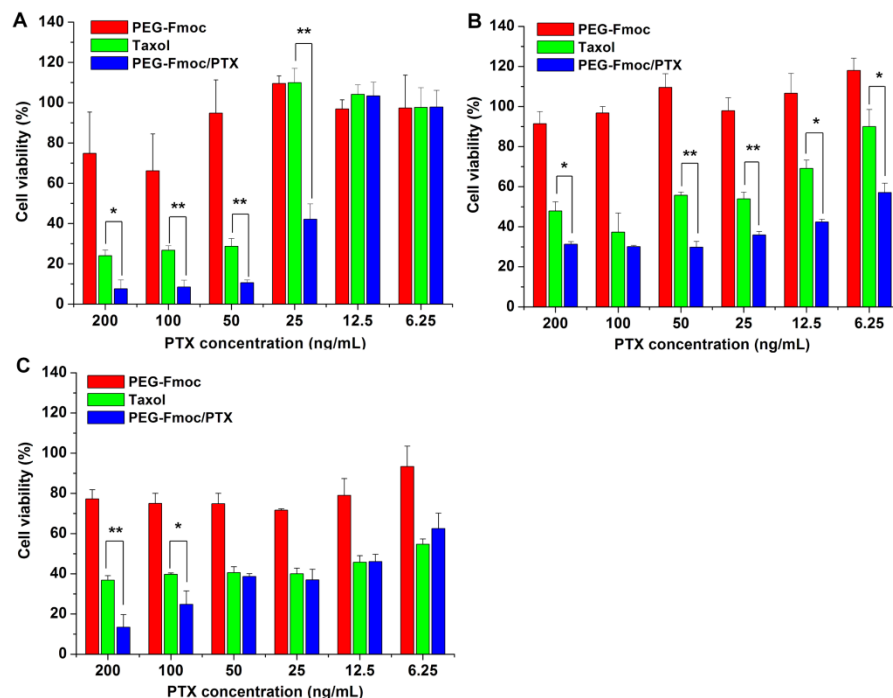 A
PEG-Fmoc
Taxol
PEG-Fmoc/PTX
Cell viability (%)
140
120
100
80
60
40
20
0
*
**
**
**
200 100 50 25 12.5 6.25
PTX concentration (ng/mL)
B
PEG-Fmoc
Taxol
PEG-Fmoc/PTX
Cell viability (%)
140
120
100
80
60
40
20
0
*
**
**
*
*
200 100 50 25 12.5 6.25
PTX concentration (ng/mL)
C
PEG-Fmoc
Taxol
PEG-Fmoc/PTX
Cell viability (%)
140
120
100
80
60
40
20
0
**
*
200 100 50 25 12.5 6.25
PTX concentration (ng/mL)